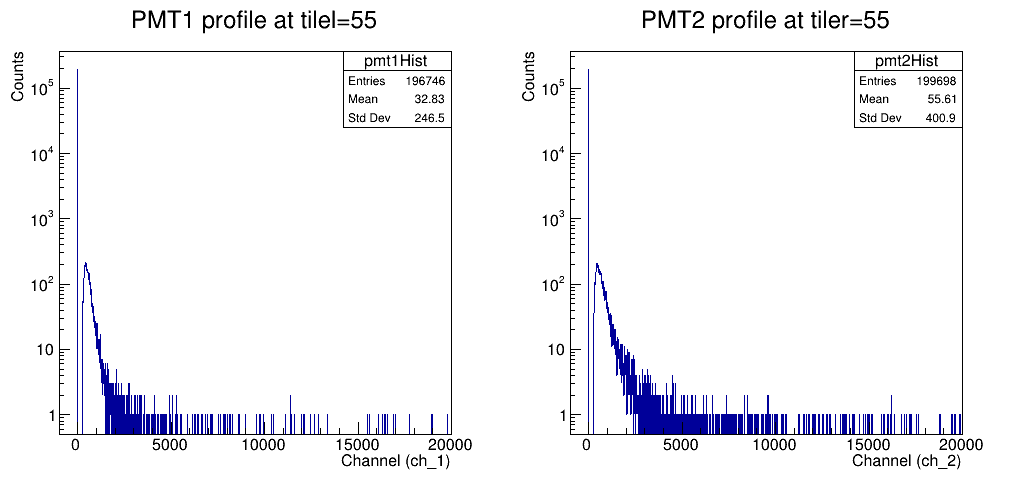 PMT1 profile at tilel=55
Counts
pmt1Hist
Entries 196746
Mean 32.83
Std Dev 246.5
10^5
10^4
10^3
10^2
10
1
0 5000 10000 15000 20000
Channel (ch_1)
PMT2 profile at tiler=55
Counts
pmt2Hist
Entries 199698
Mean 55.61
Std Dev 400.9
10^5
10^4
10^3
10^2
10
1
0 5000 10000 15000 20000
Channel (ch_2)